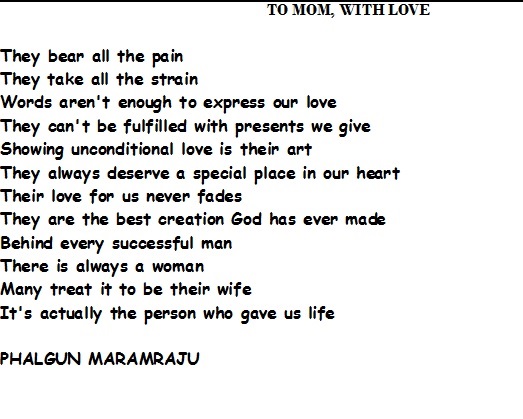 TO MOM, WITH LOVE
They bear all the pain
They take all the strain
Words aren't enough to express our love
They can't be fulfilled with presents we give
Showing unconditional love is their art
They always deserve a special place in our heart
Their love for us never fades
They are the best creation God has ever made
Behind every successful man
There is always a woman
Many treat it to be their wife
It's actually the person who gave us life
PHALGUN MARAMRAJU